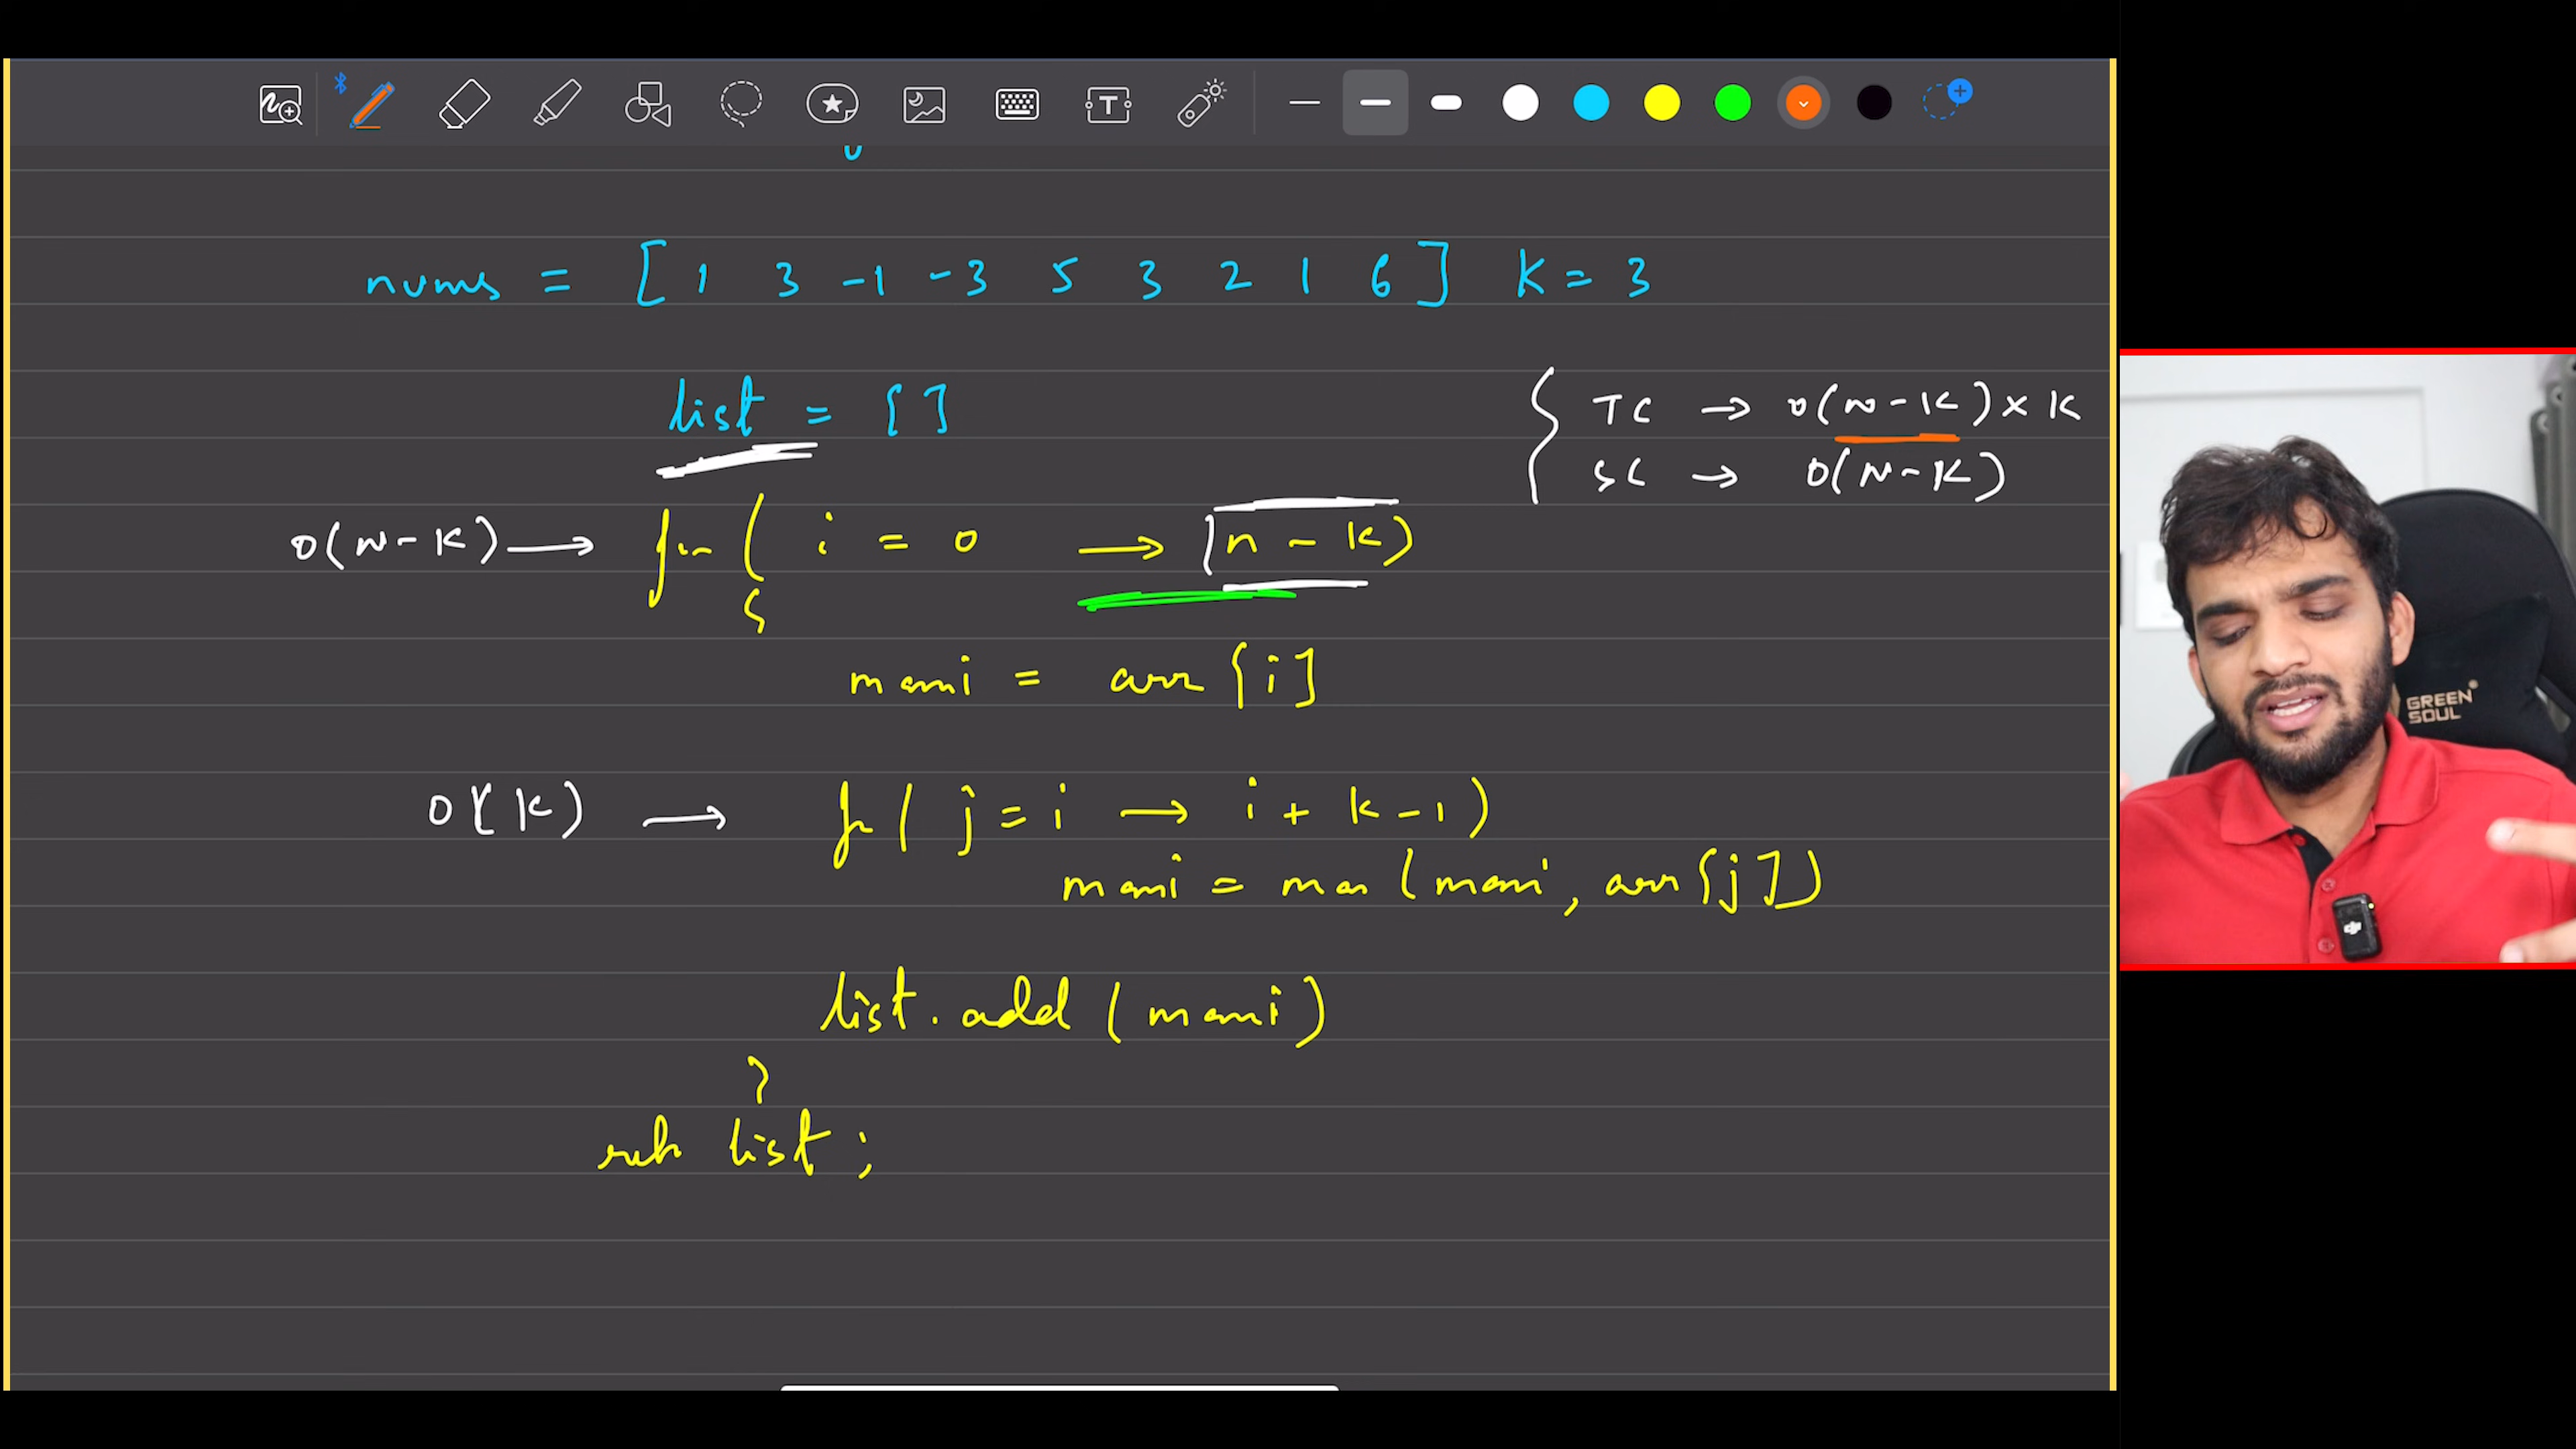 nums = [ 1 3 -1 -3 5 3 2 1 6 ] K = 3
list = [ ]
TC → O(N-K) × K
SC → O(N-K)
O(N-K) → for ( i = 0 → (n - k)
{
maxi = arr[i]
O(K) → for( j = i → i + k - 1)
maxi = max (maxi, arr[j])
list.add (maxi)
}
list;
GREEN
SOUL